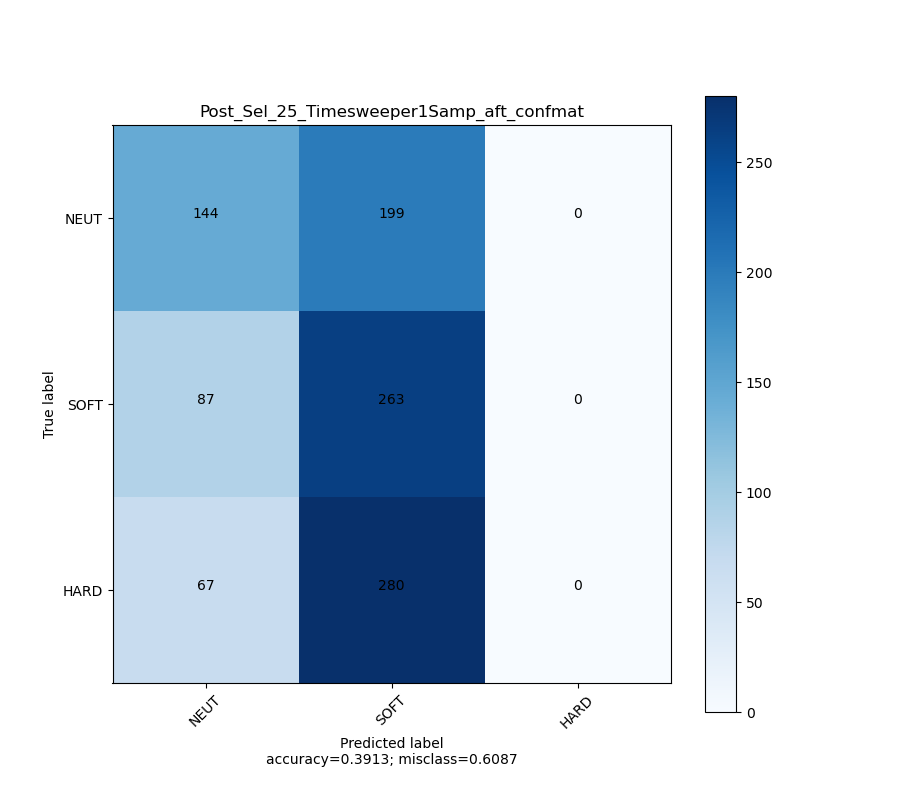 Post_Sel_25_Timesweeper1Samp_aft_confmat
NEUT 144 199 0
SOFT 87 263 0
HARD 67 280 0
True label
NEUT SOFT HARD
Predicted label
accuracy=0.3913; misclass=0.6087
250
200
150
100
50
0